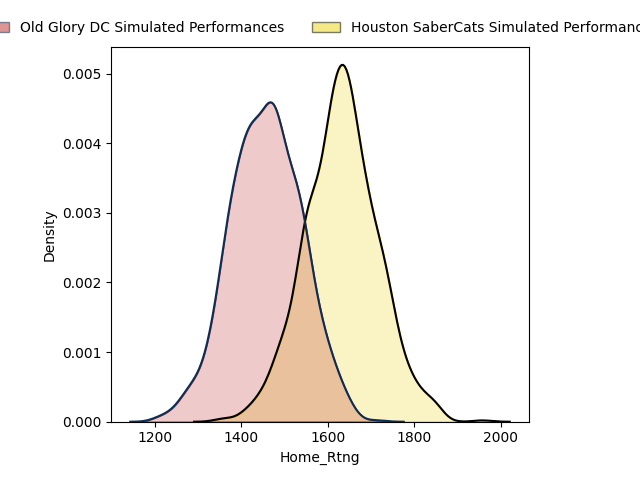 Old Glory DC Simulated Performances Houston SaberCats Simulated Performanc
0.005
0.004
0.003
0.002
0.001
0.000
Density
1200 1400 1600 1800 2000
Home_Rtng